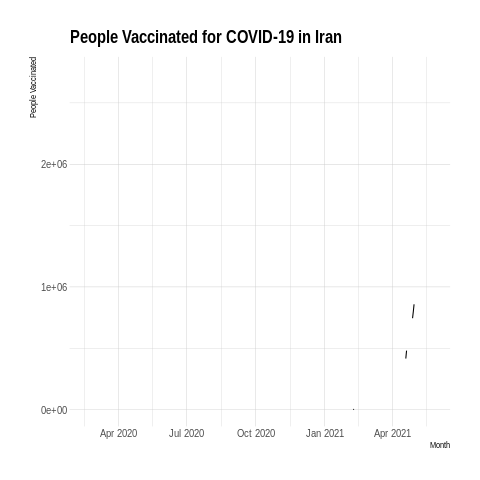 People Vaccinated for COVID-19 in Iran
People Vaccinated
2e+06
1e+06
0e+00
Apr 2020 Jul 2020 Oct 2020 Jan 2021 Apr 2021
Month